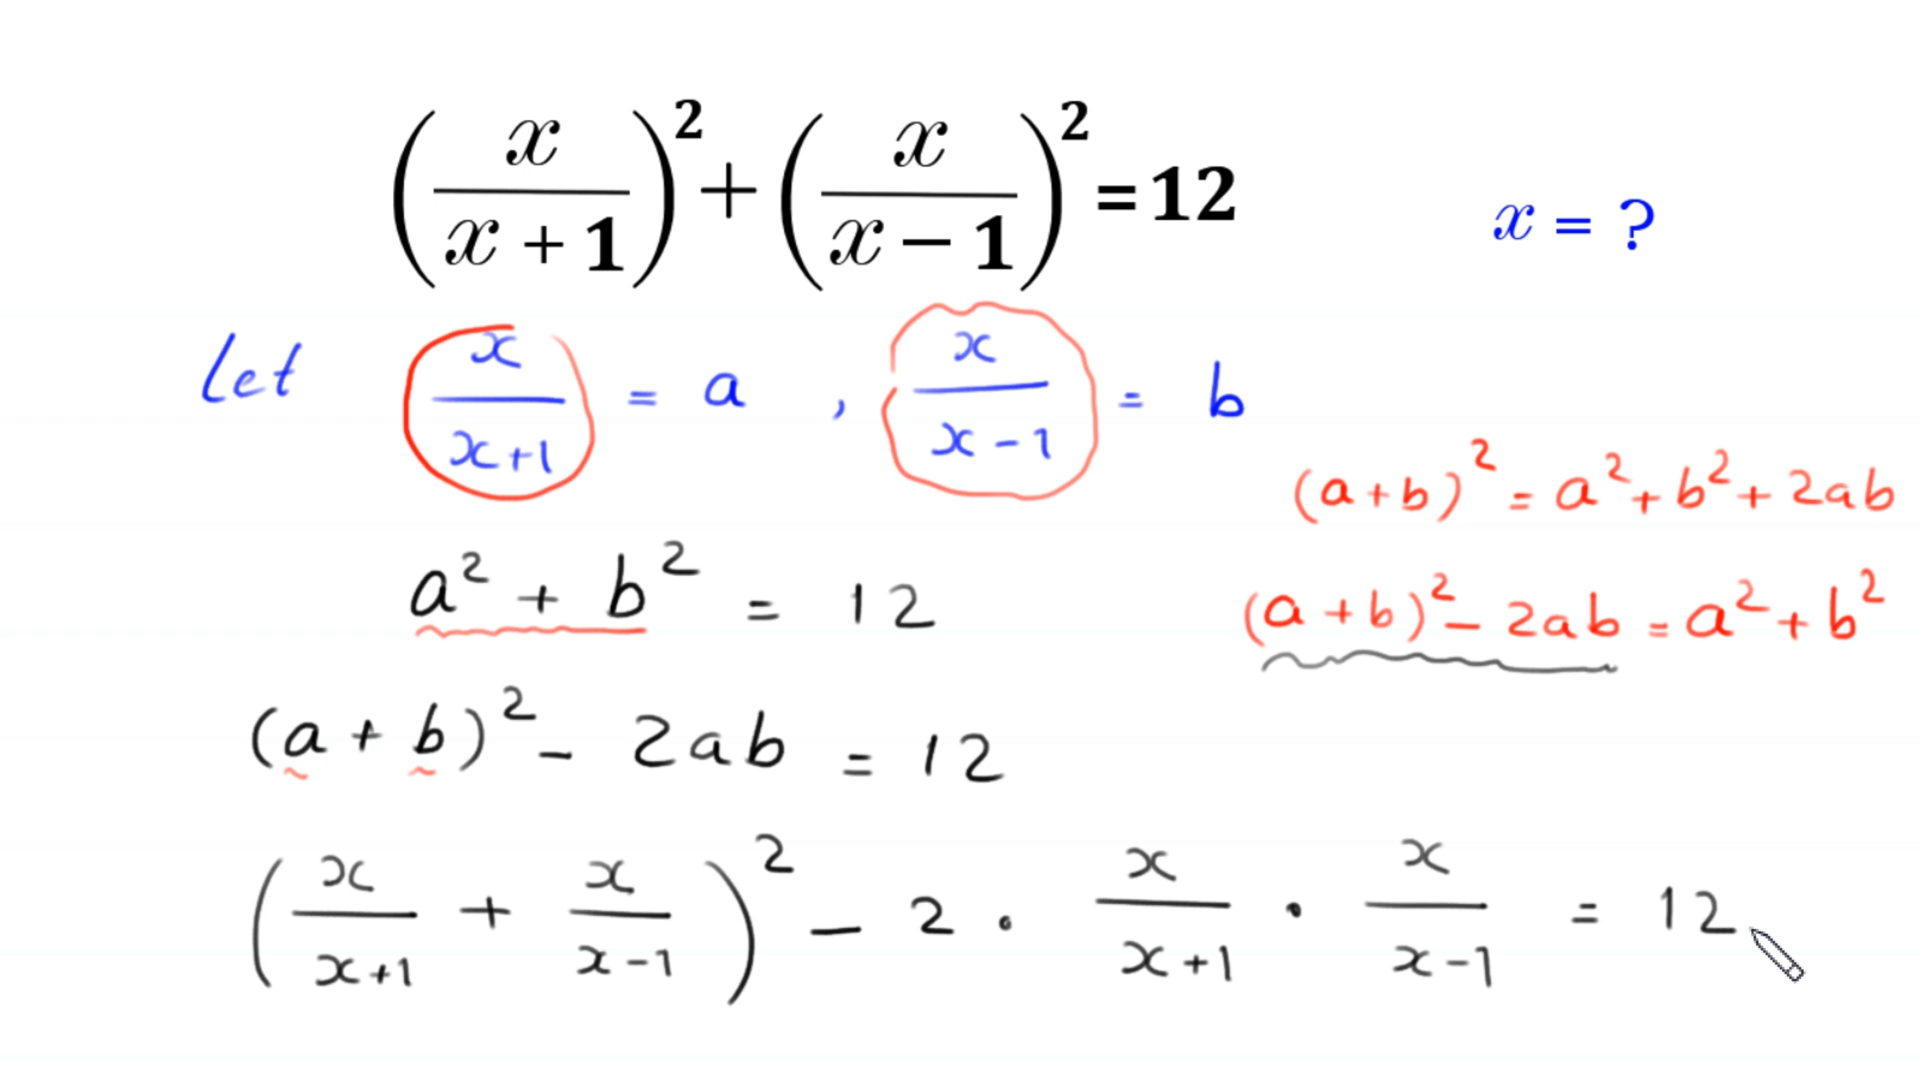 (x/(x + 1))² + (x/(x − 1))² = 12    x = ?
Let x/(x+1) = a , x/(x-1) = b
(a+b)² = a² + b² + 2ab
a² + b² = 12
(a+b)² - 2ab = a² + b²
(a + b)² - 2ab = 12
(x/(x+1) + x/(x-1))² - 2 · x/(x+1) · x/(x-1) = 12